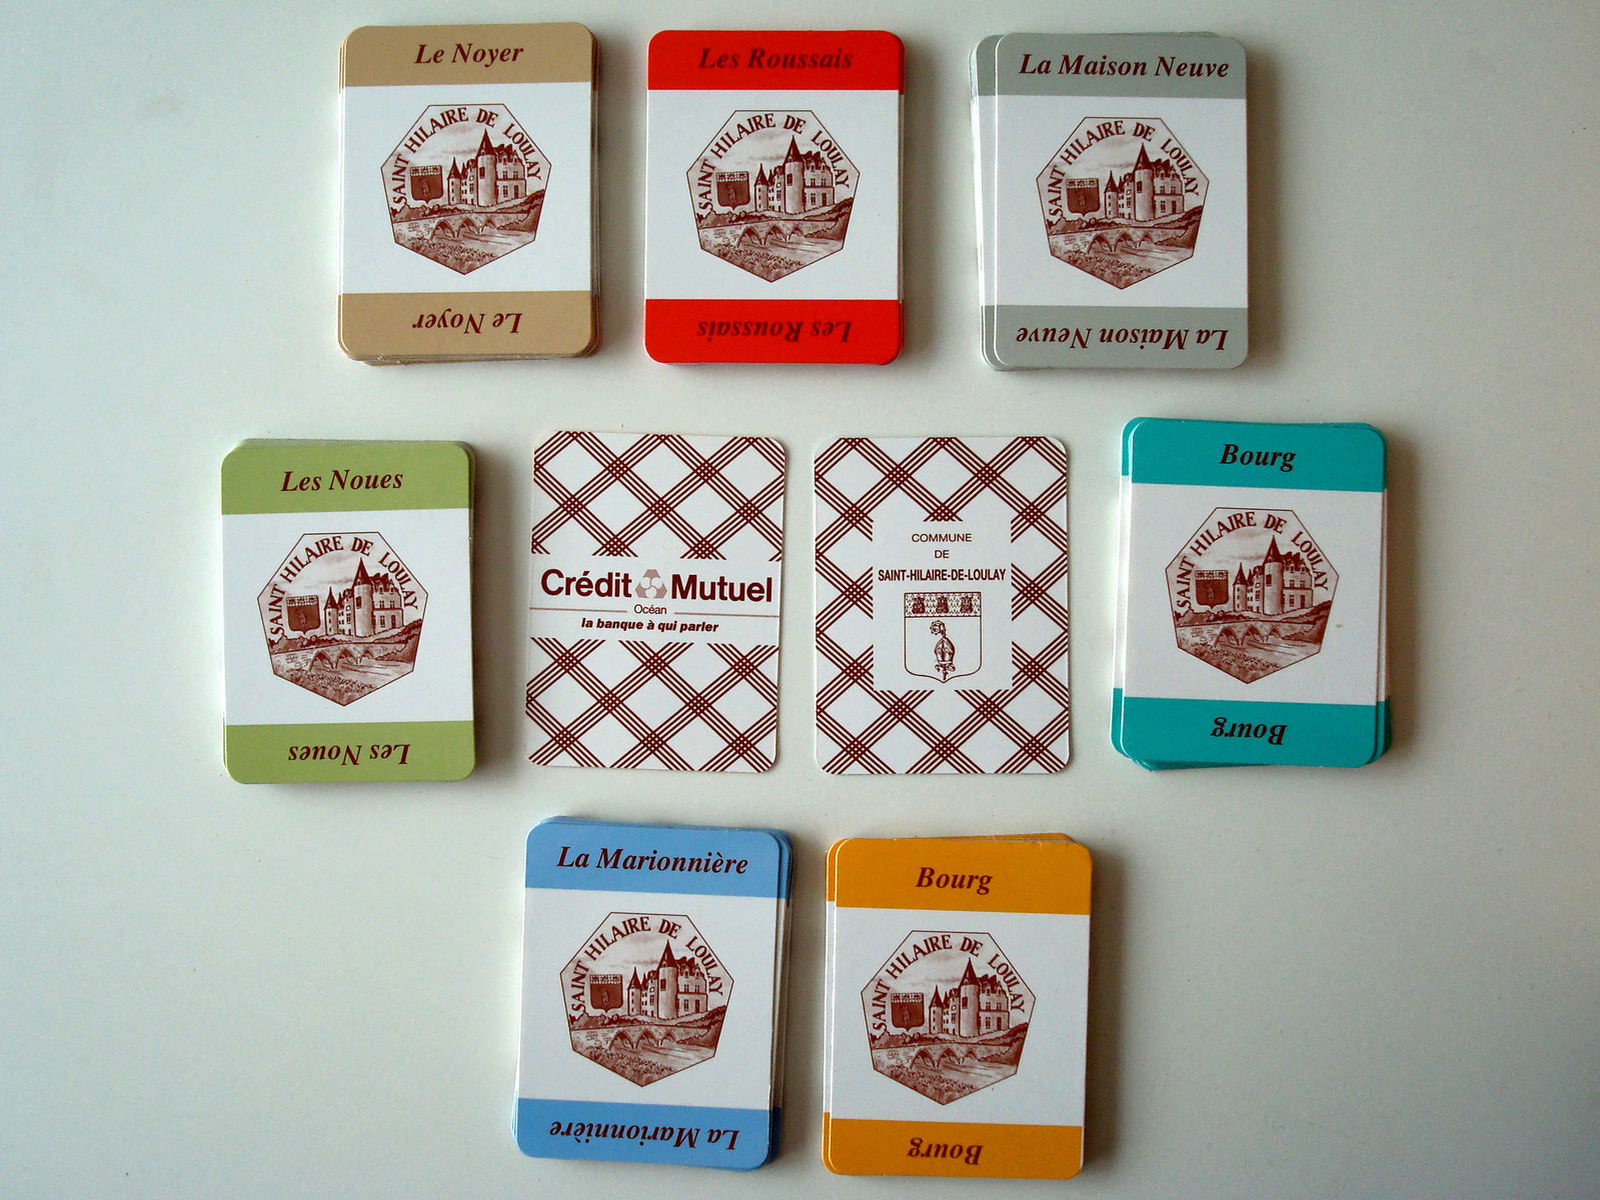 Le Noyer
SAINT HILAIRE DE LOULAY
Le Noyer
Les Roussais
SAINT HILAIRE DE LOULAY
Les Roussais
La Maison Neuve
SAINT HILAIRE DE LOULAY
La Maison Neuve
Les Noues
SAINT HILAIRE DE LOULAY
Les Noues
Crédit Mutuel
Océan
la banque à qui parler
COMMUNE
DE
SAINT-HILAIRE-DE-LOULAY
Bourg
SAINT HILAIRE DE LOULAY
Bourg
La Marionnière
SAINT HILAIRE DE LOULAY
La Marionnière
Bourg
SAINT HILAIRE DE LOULAY
Bourg